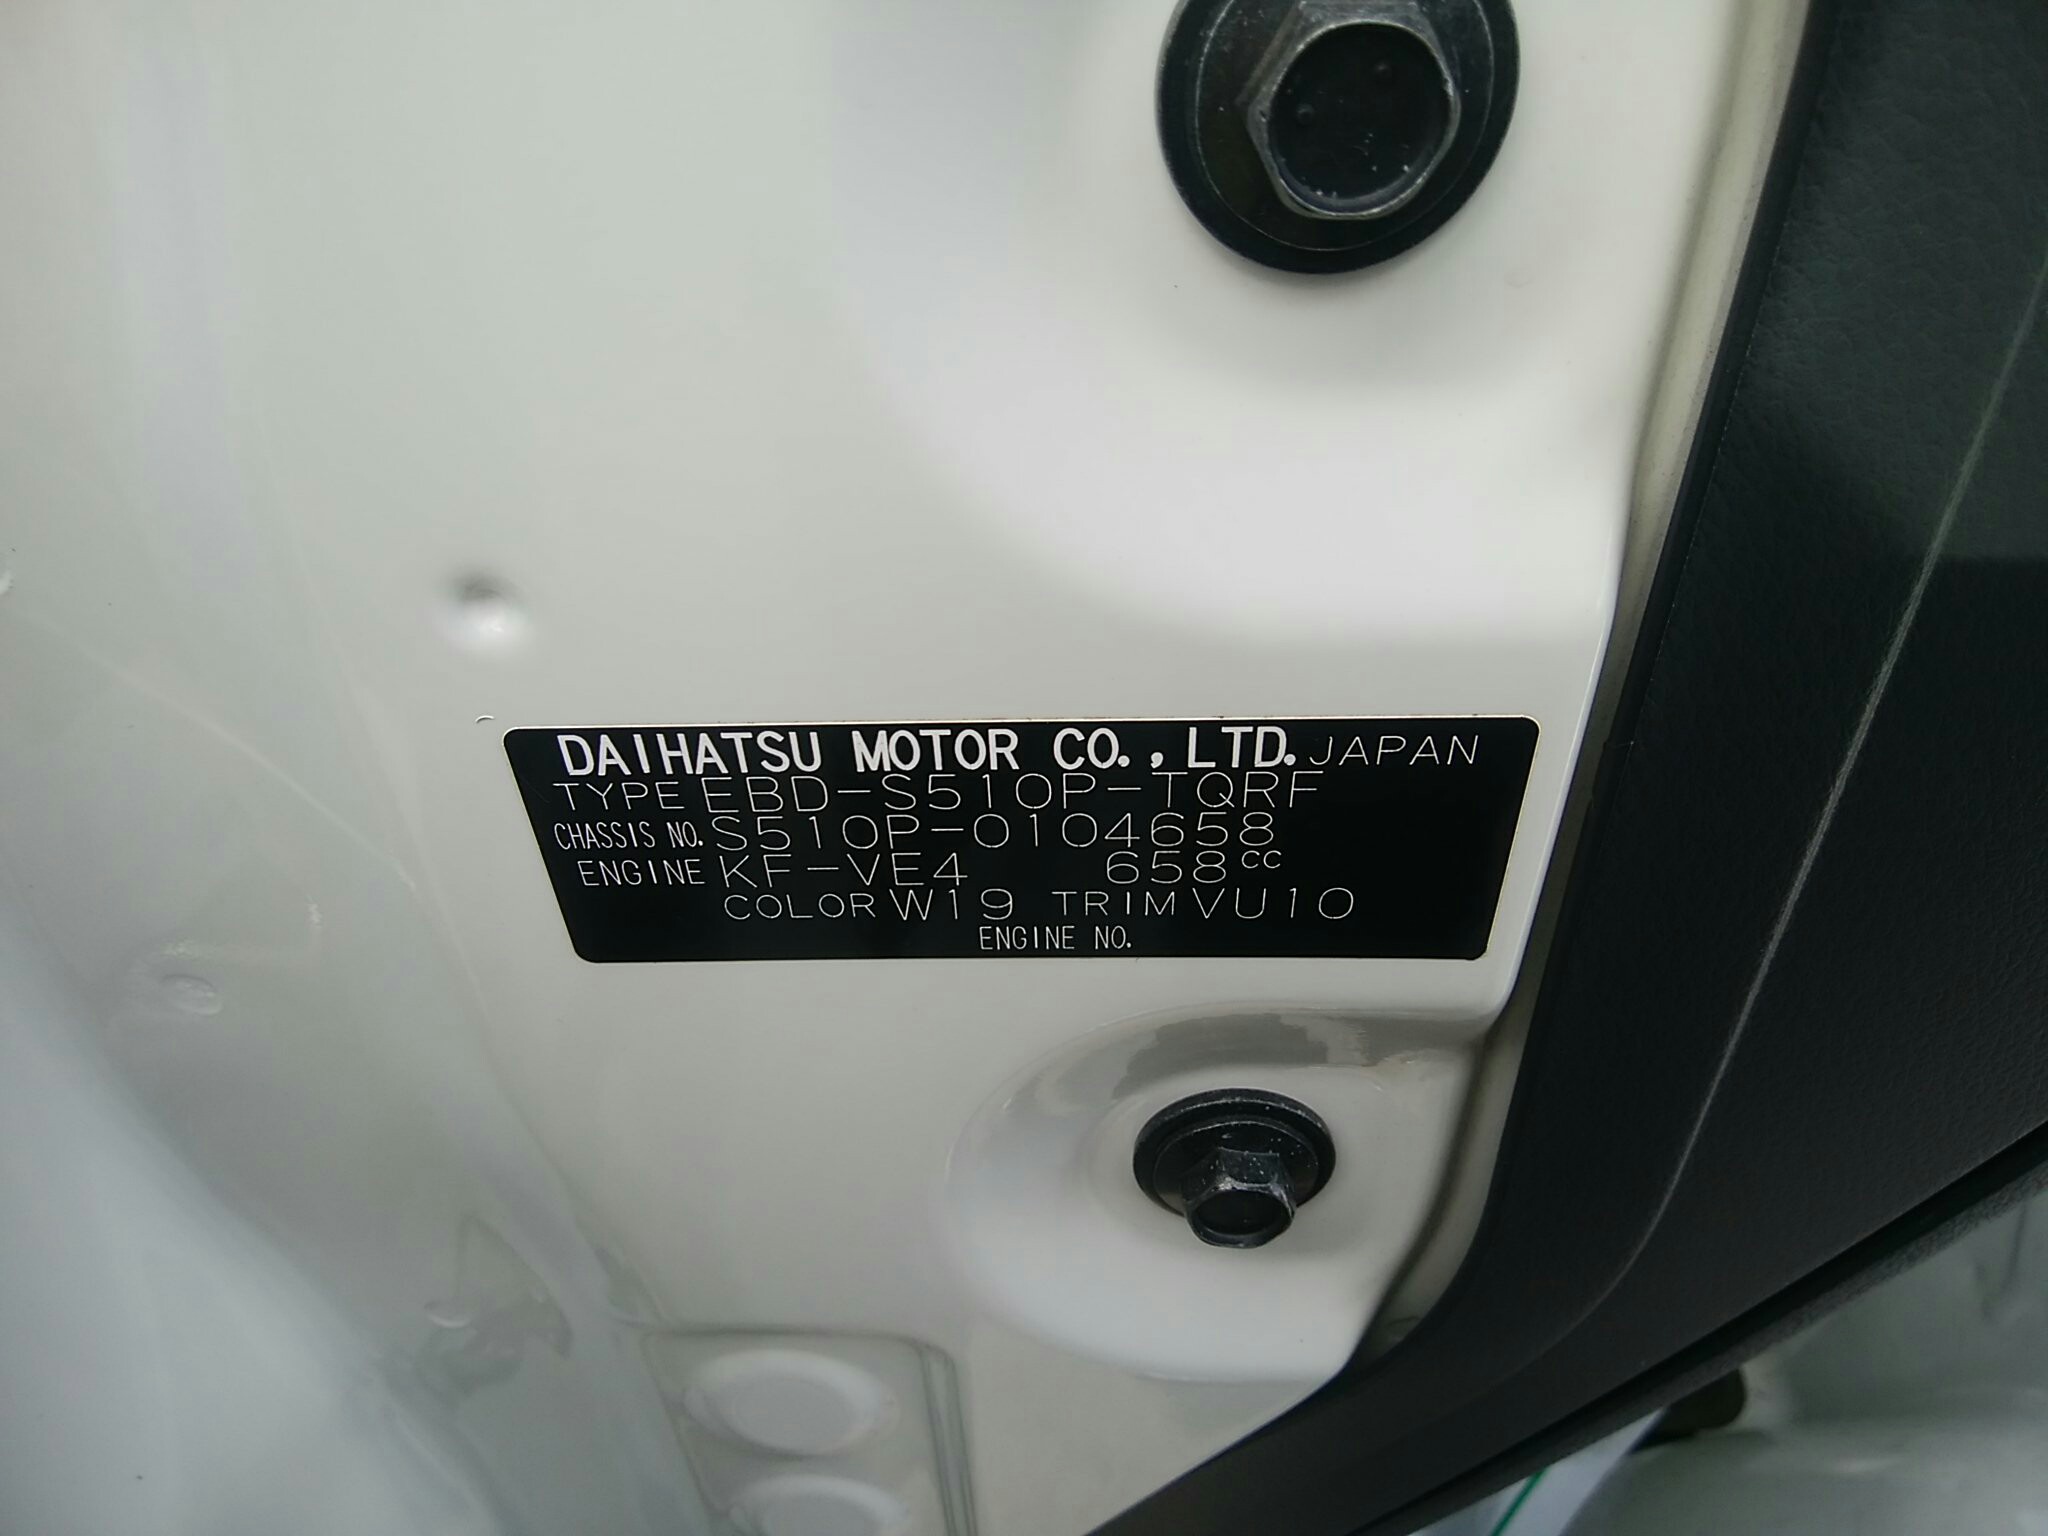 DAIHATSU MOTOR CO., LTD. JAPAN
TYPE EBD-S510P-TQRF
CHASSIS NO. S510P-0104658
ENGINE KF-VE4 658cc
COLOR W19 TRIM VU10
ENGINE NO.